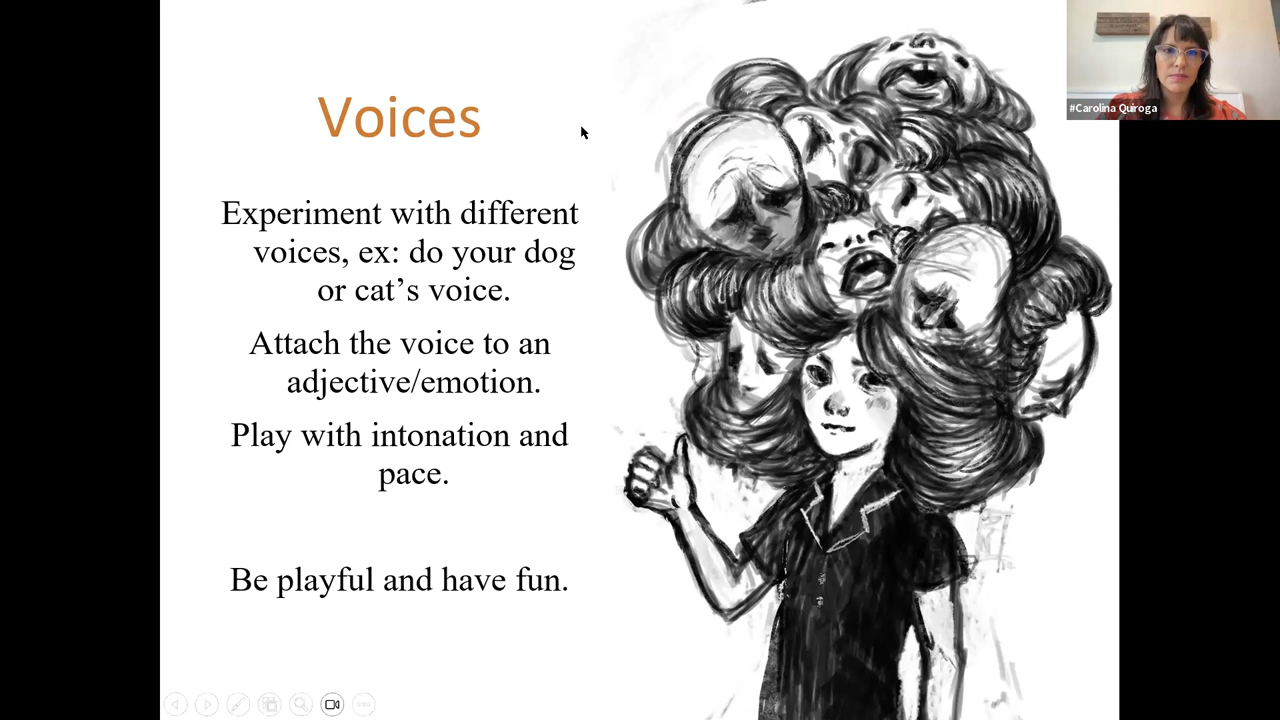 Voices
Experiment with different
voices, ex: do your dog
or cat’s voice.
Attach the voice to an
adjective/emotion.
Play with intonation and
pace.
Be playful and have fun.
#Carolina Quiroga